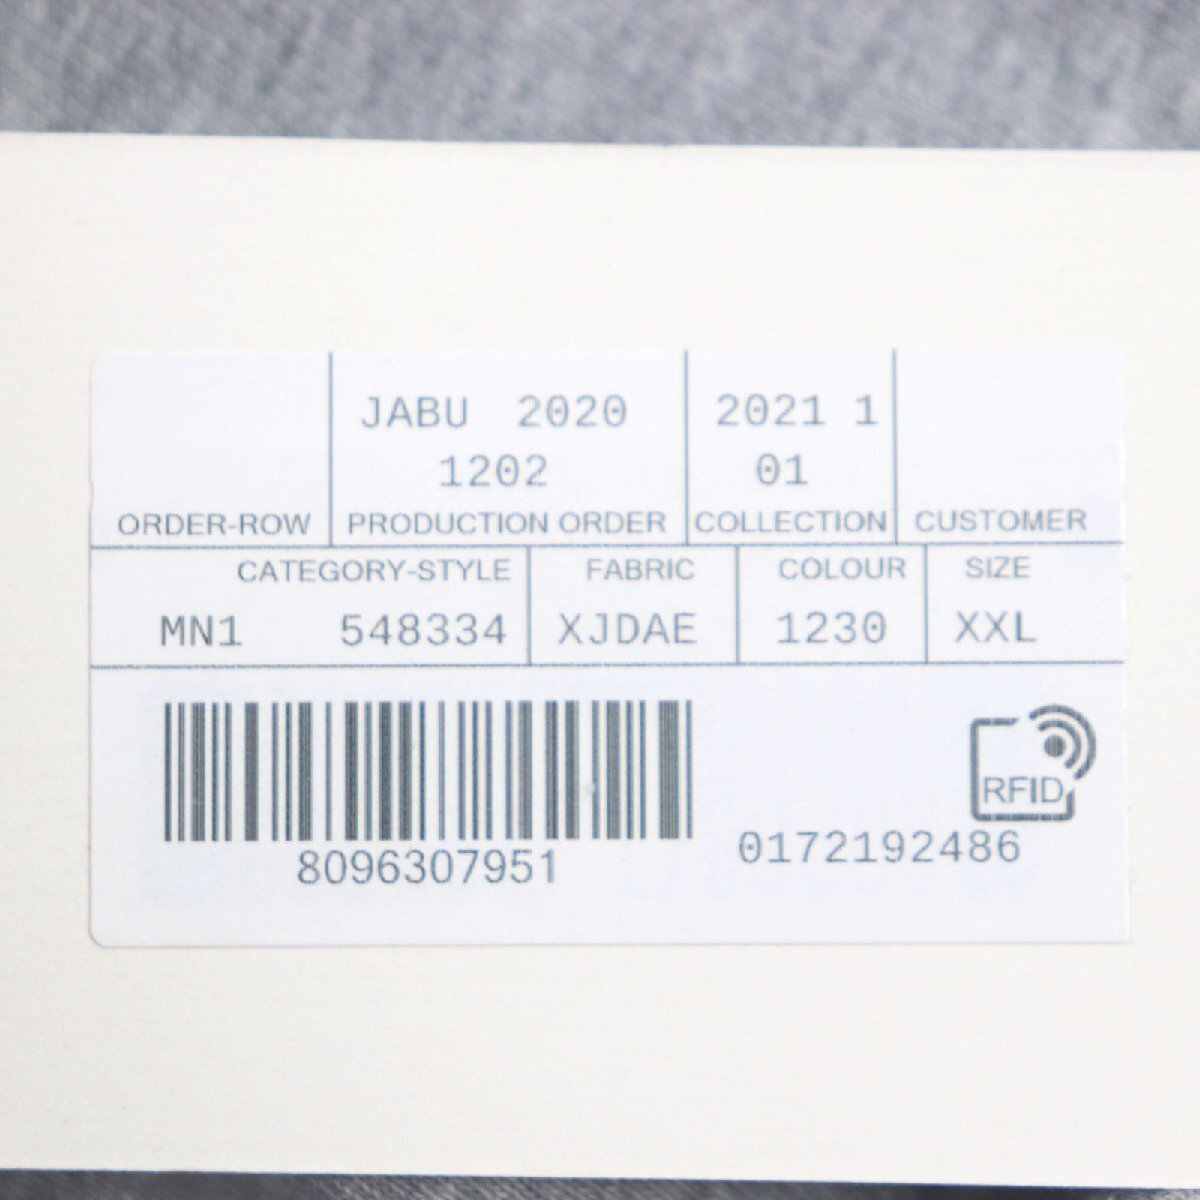 JABU 2020 2021 1
1202 01
ORDER-ROW PRODUCTION ORDER COLLECTION CUSTOMER
CATEGORY-STYLE FABRIC COLOUR SIZE
MN1 548334 XJDAE 1230 XXL
RFID
8096307951 0172192486